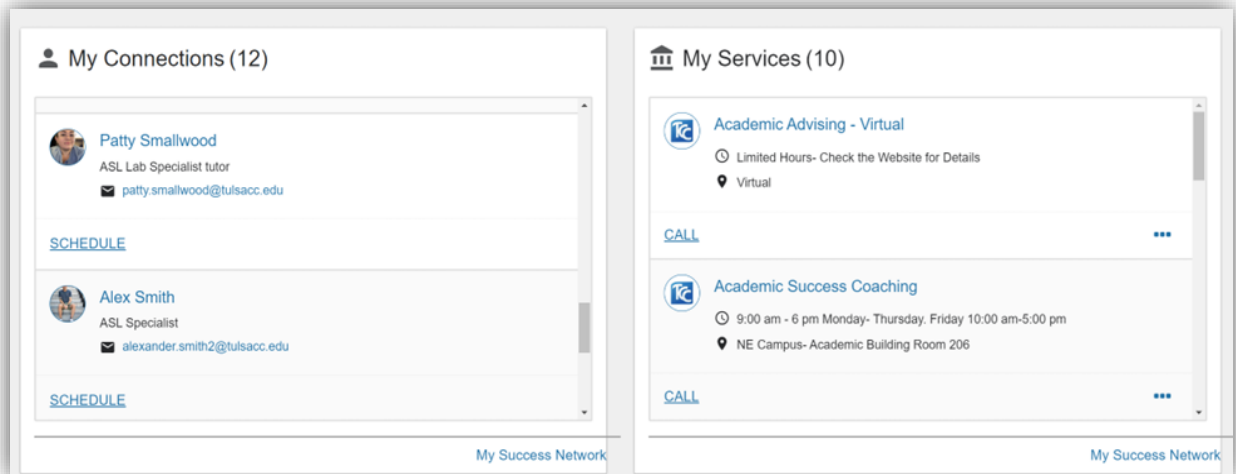 My Connections (12)
Patty Smallwood
ASL Lab Specialist tutor
patty.smallwood@tulsacc.edu
SCHEDULE
Alex Smith
ASL Specialist
alexander.smith2@tulsacc.edu
SCHEDULE
My Success Network
My Services (10)
TCC
Academic Advising - Virtual
Limited Hours- Check the Website for Details
Virtual
CALL
TCC
Academic Success Coaching
9:00 am - 6 pm Monday- Thursday. Friday 10:00 am-5:00 pm
NE Campus- Academic Building Room 206
CALL
My Success Network